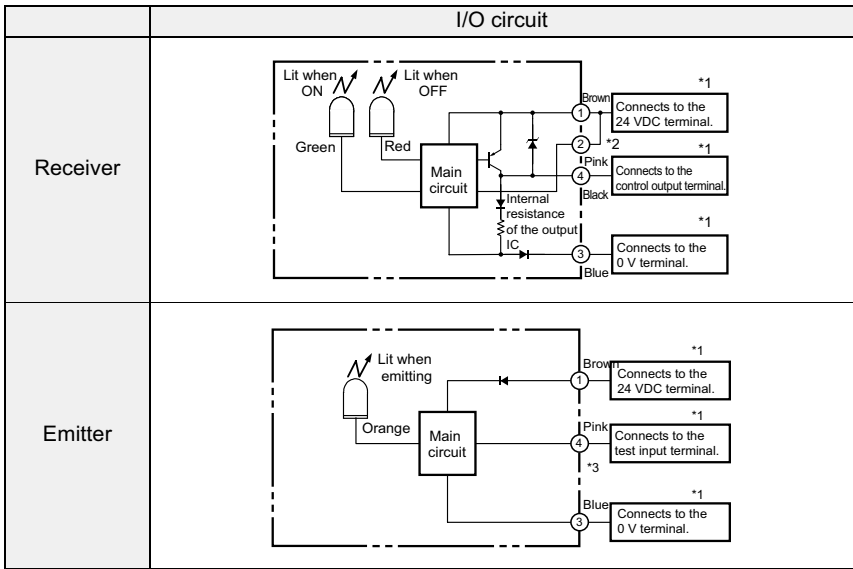 I/O circuit
Receiver
Lit when
ON
Lit when
OFF
Green
Red
Main
circuit
Internal
resistance
of the output
IC
1
Brown
*1
Connects to the
24 VDC terminal.
2
*2
Pink
*1
4
Connects to the
control output terminal.
Black
*1
3
Connects to the
0 V terminal.
Blue
Emitter
Lit when
emitting
Orange
Main
circuit
*1
Brown
1
Connects to the
24 VDC terminal.
*1
Pink
4
Connects to the
test input terminal.
*3
*1
Blue
3
Connects to the
0 V terminal.